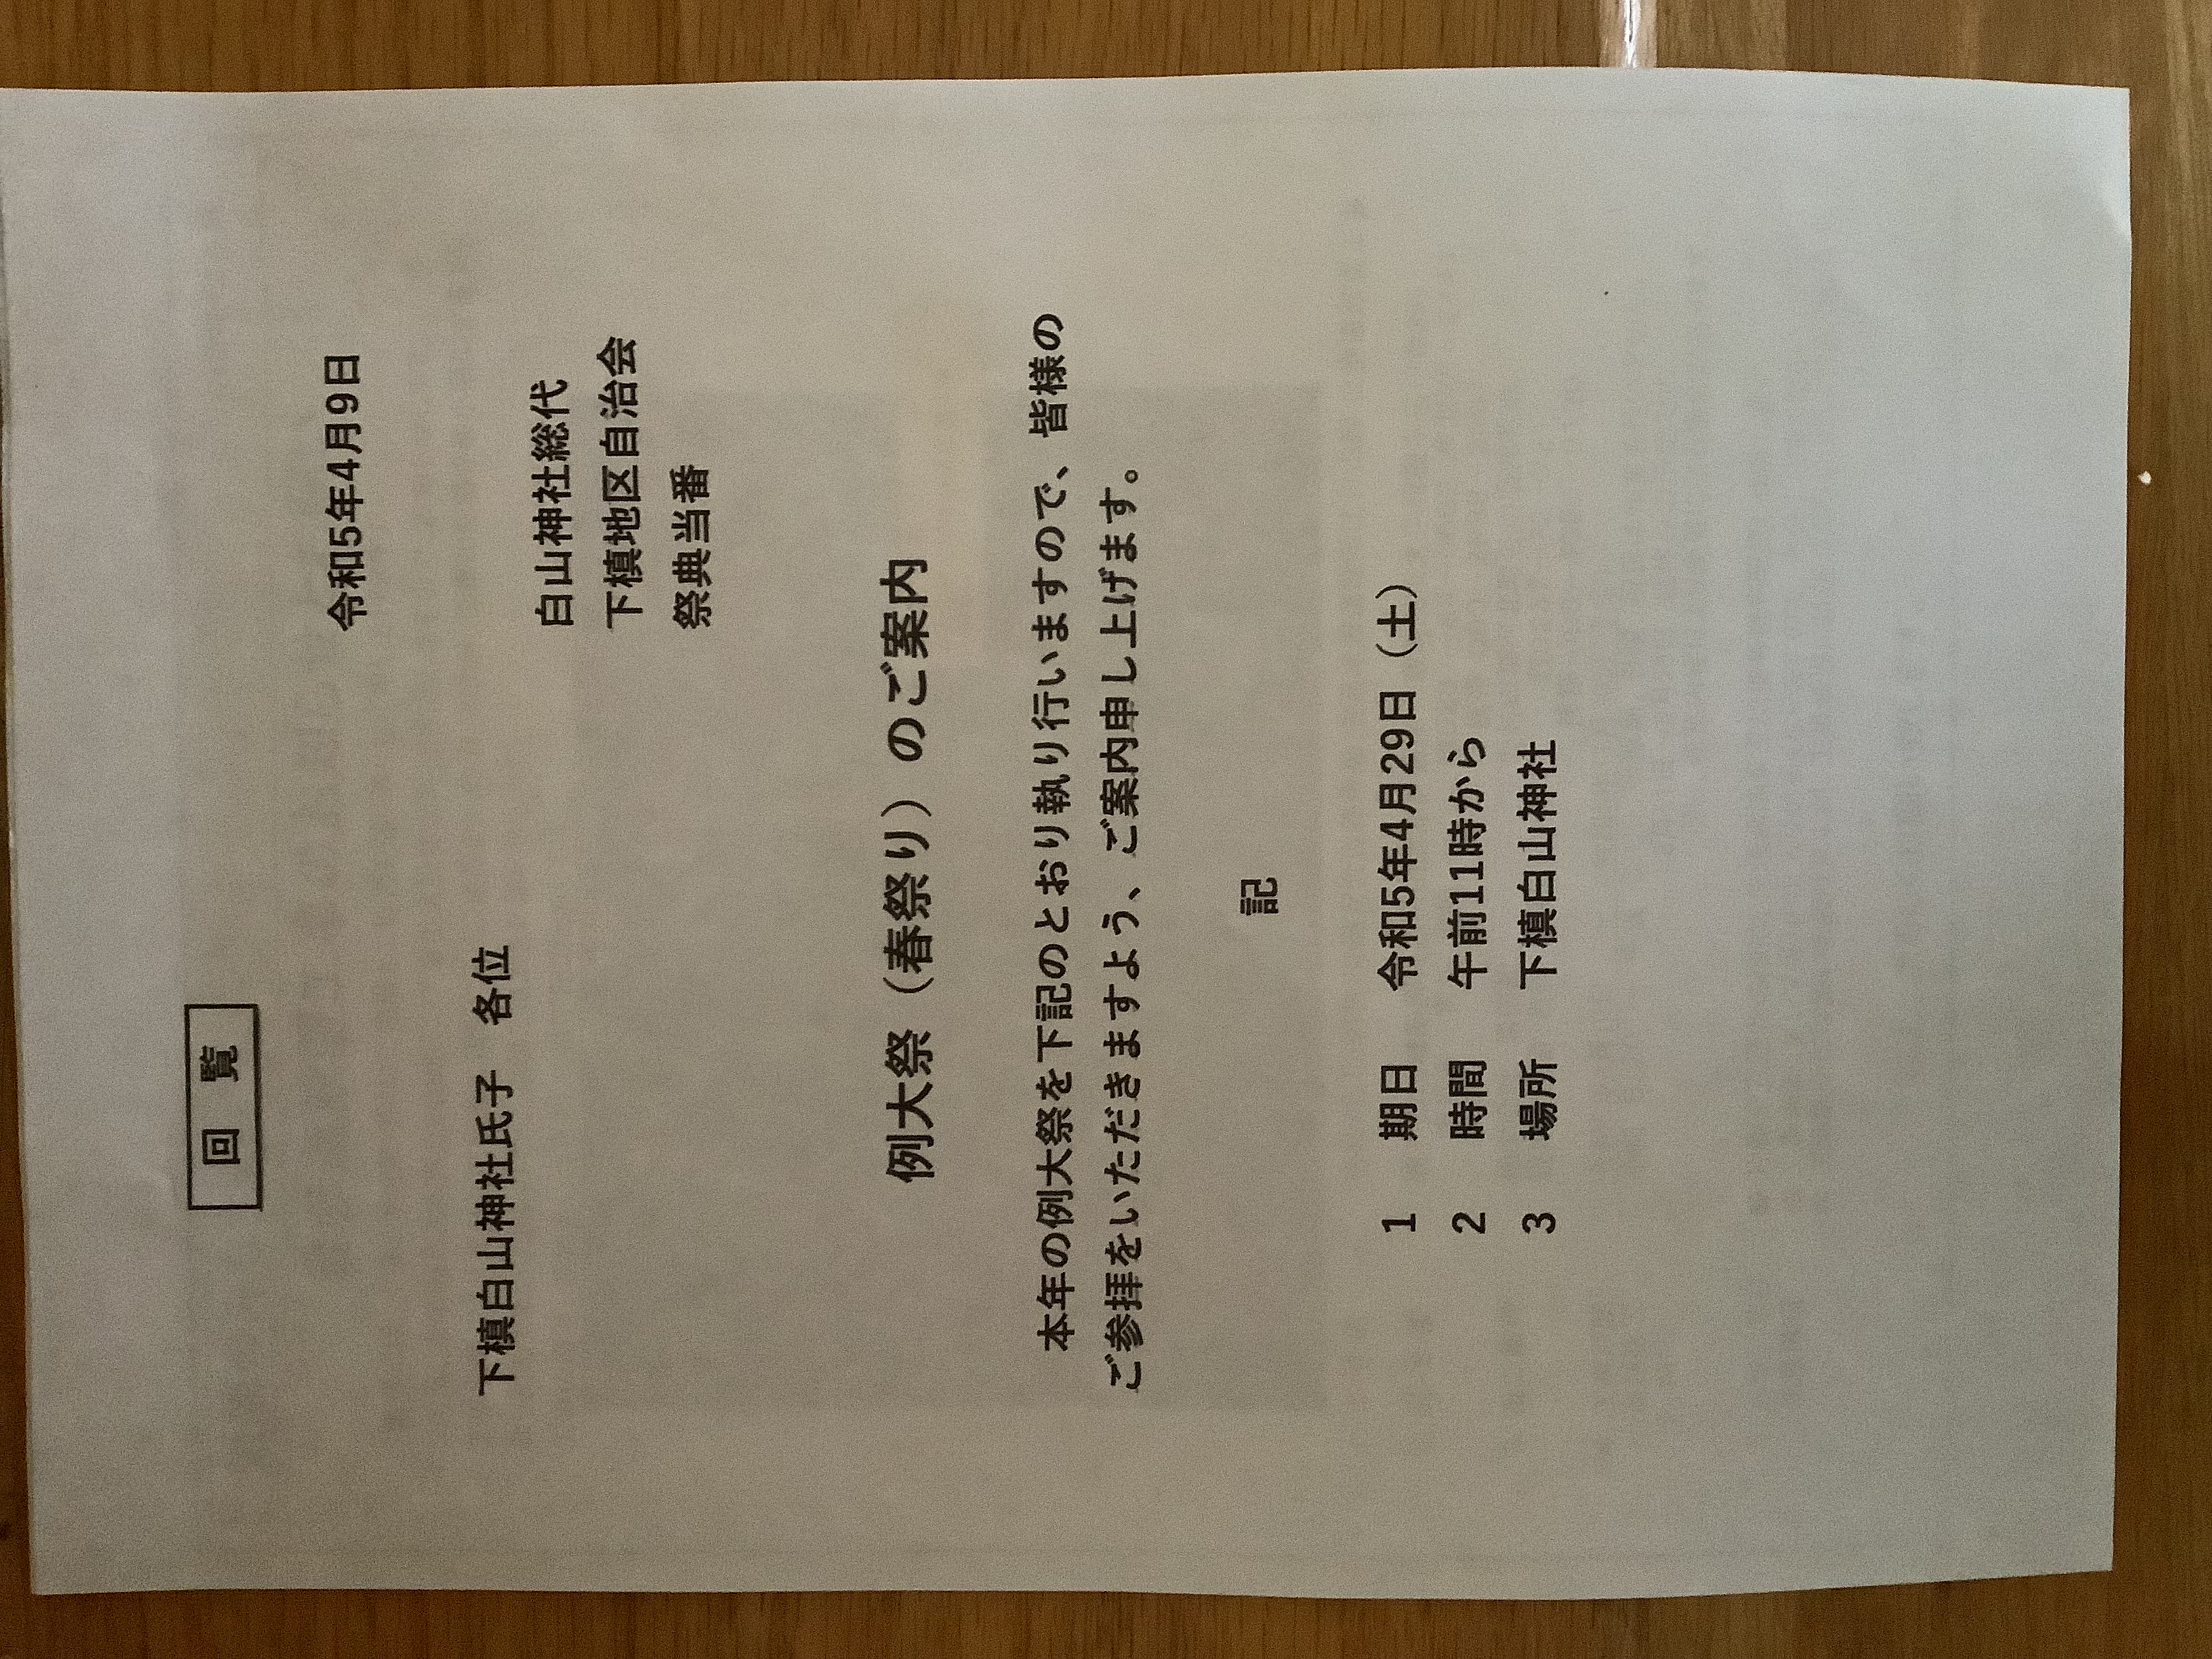 回　覧
令和5年4月9日
下槙白山神社氏子　各位
白山神社総代
下槙地区自治会
祭典当番
例大祭（春祭り）のご案内
本年の例大祭を下記のとおり執り行いますので、皆様の
ご参拝をいただきますよう、ご案内申し上げます。
記
1　期日　令和5年4月29日（土）
2　時間　午前11時から
3　場所　下槙白山神社